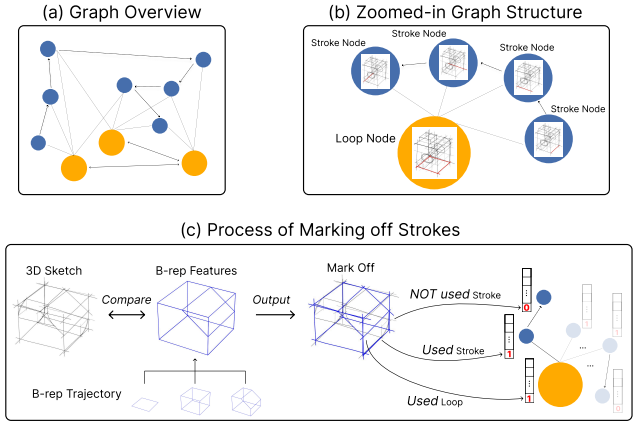 (a) Graph Overview
(b) Zoomed-in Graph Structure
Stroke Node
Stroke Node
Stroke Node
Stroke Node
Loop Node
(c) Process of Marking off Strokes
3D Sketch
B-rep Features
Mark Off
Compare
Output
NOT used Stroke
Used Stroke
Used Loop
B-rep Trajectory
...
0
...
1
...
1
...
...
...
...
0